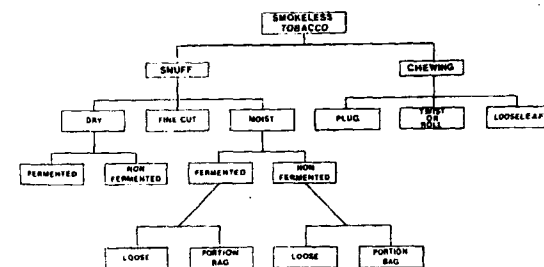 SMOKELESS
TOBACCO
SNUFF
CHEWING
DRY
FINE CUT
MOIST
PLUG
TWIST
OR
ROLL
LOOSELEAF
FERMENTED
NON
FERMENTED
FERMENTED
NON
FERMENTED
LOOSE
PORTION
BAG
LOOSE
PORTION
BAG